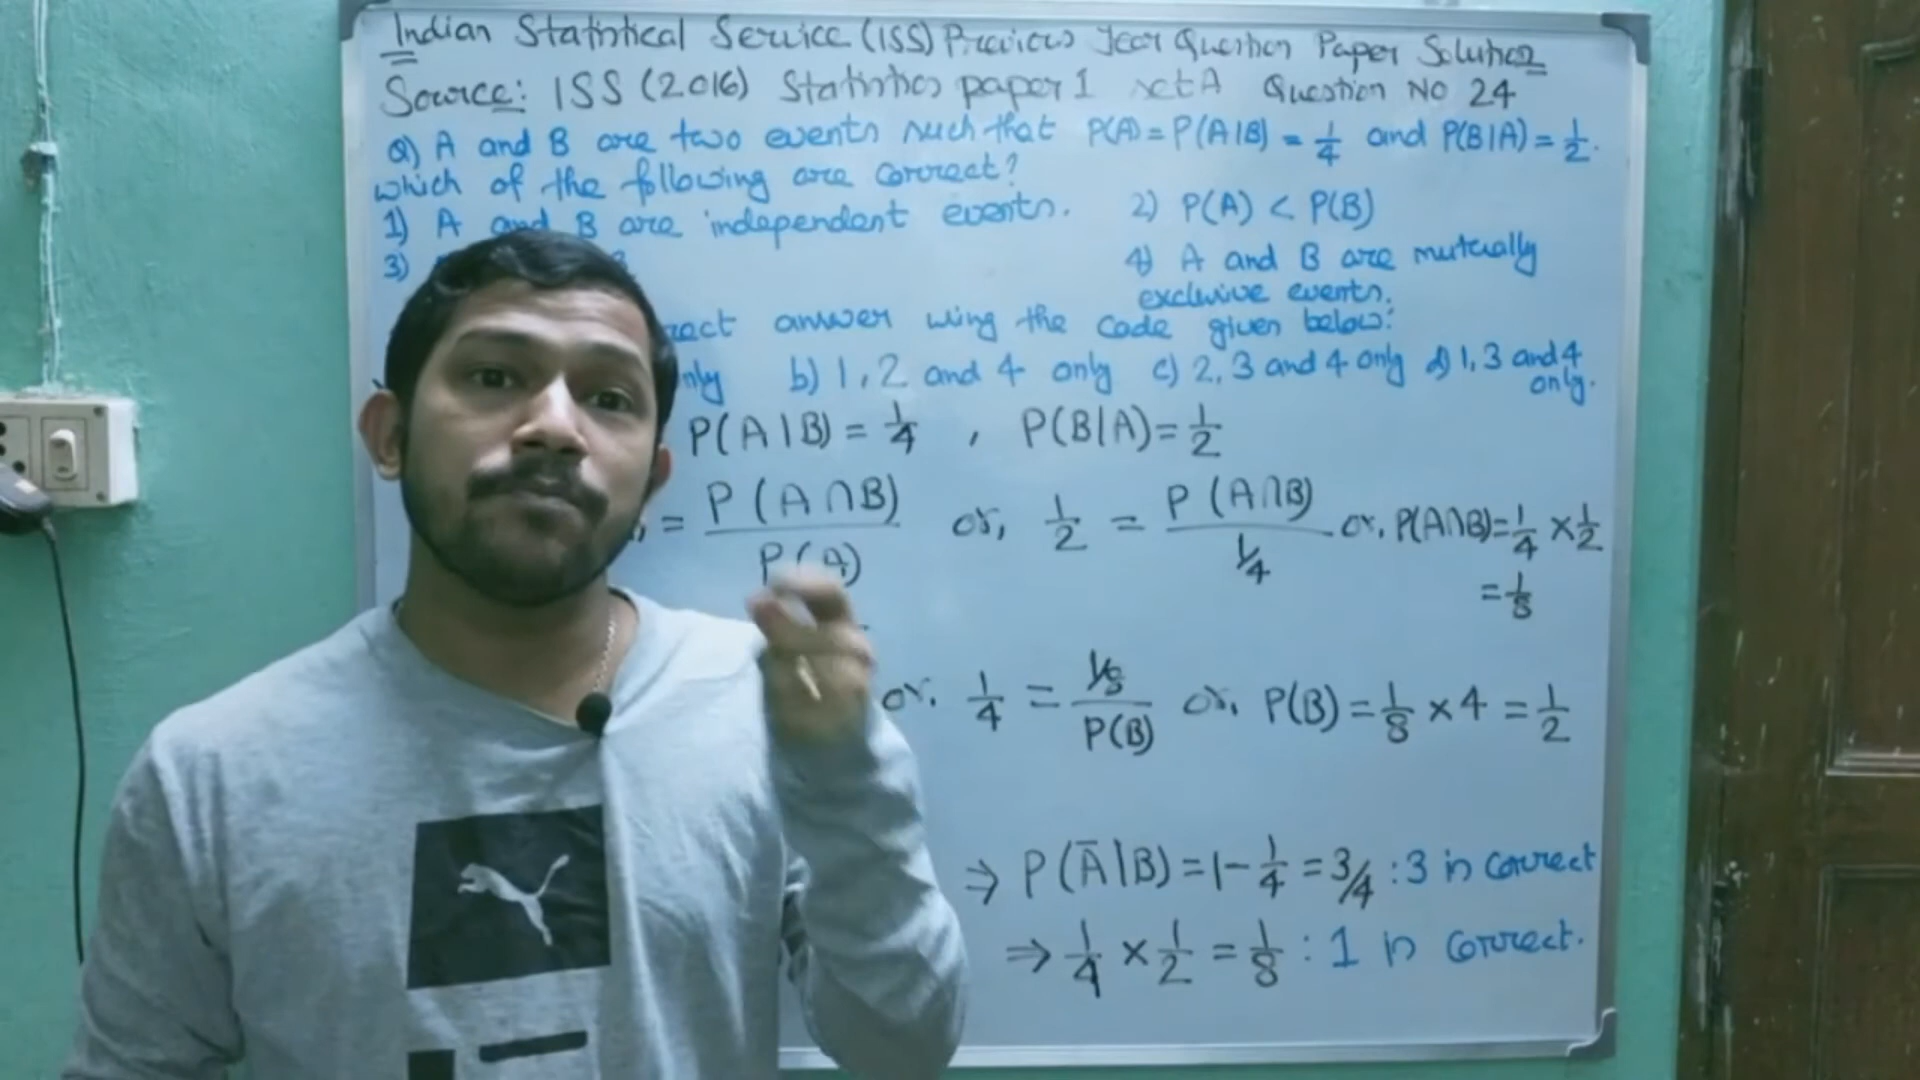 Indian Statistical Service (ISS) Previous Year Question Paper Solution
Source: ISS (2016) Statistics paper 1 set A Question No 24
Q) A and B are two events such that P(A) = P(A|B) = 1/4 and P(B|A) = 1/2.
which of the following are correct?
1) A and B are independent events. 2) P(A) < P(B)
3) 4) A and B are mutually
exclusive events.
answer using the code given below:
b) 1, 2 and 4 only c) 2, 3 and 4 only d) 1, 3 and 4
only.
P(A|B) = 1/4 , P(B|A) = 1/2
= P(A∩B) / P(A) or, 1/2 = P(A∩B) / 1/4 or, P(A∩B) = 1/4 × 1/2
= 1/8
or, 1/4 = 1/8 / P(B) or, P(B) = 1/8 × 4 = 1/2
⇒ P(Ā|B) = 1 - 1/4 = 3/4 : 3 is correct
⇒ 1/4 × 1/2 = 1/8 : 1 is correct.